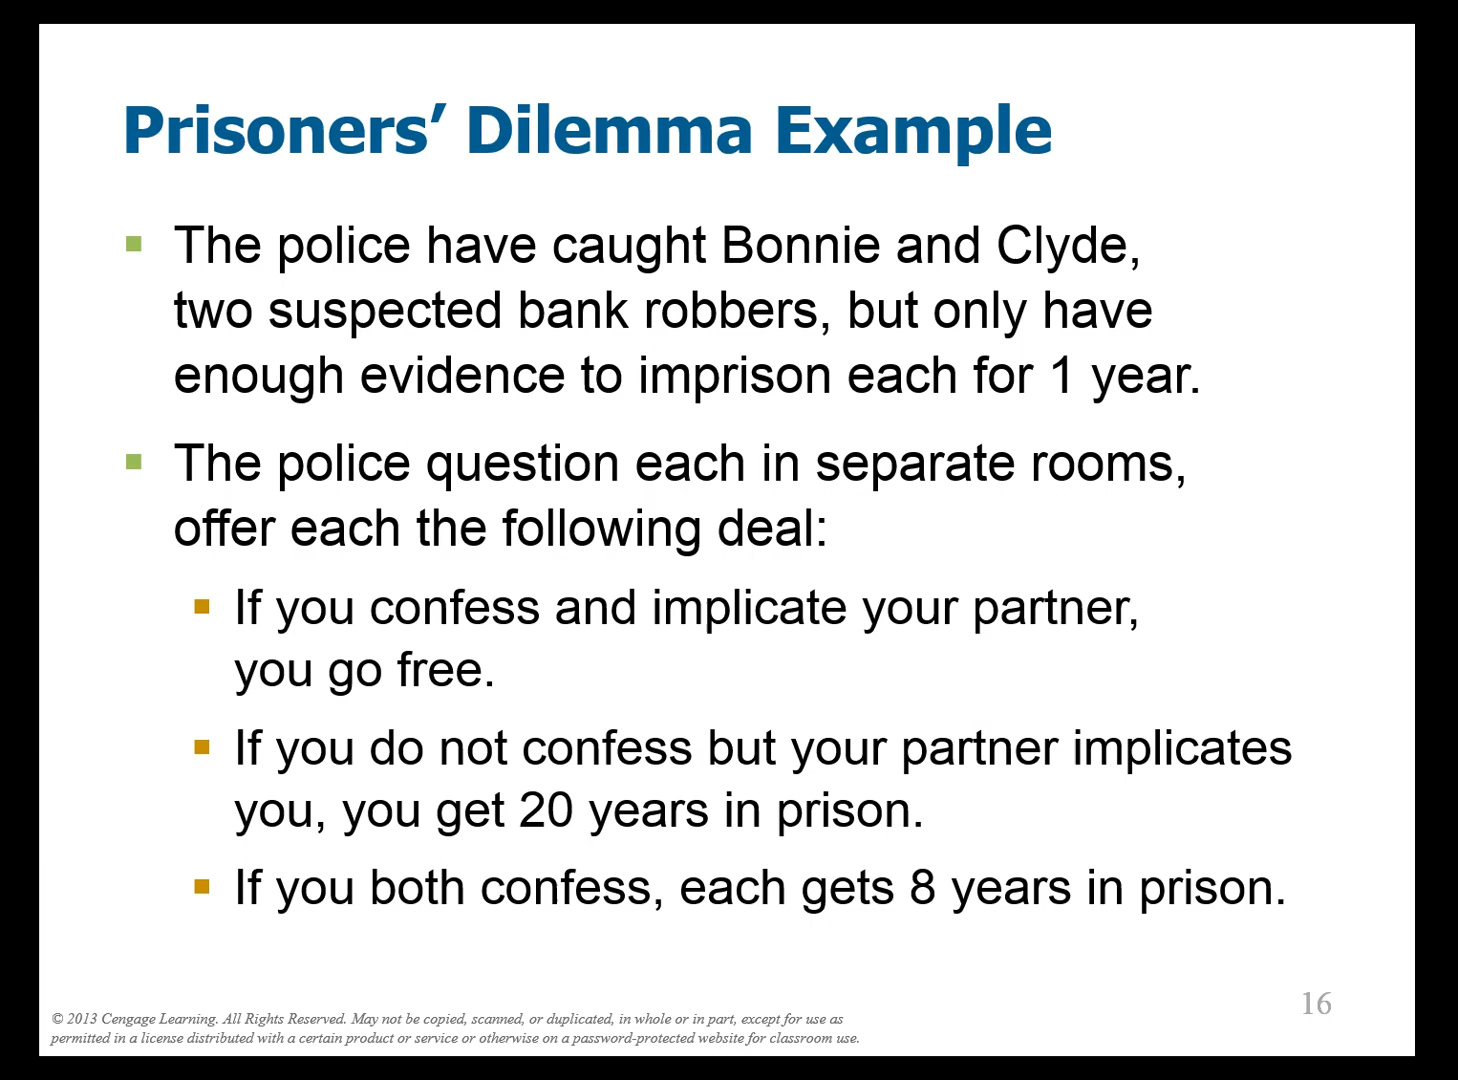 Prisoners’ Dilemma Example
The police have caught Bonnie and Clyde,
two suspected bank robbers, but only have
enough evidence to imprison each for 1 year.
The police question each in separate rooms,
offer each the following deal:
If you confess and implicate your partner,
you go free.
If you do not confess but your partner implicates
you, you get 20 years in prison.
If you both confess, each gets 8 years in prison.
16
© 2013 Cengage Learning. All Rights Reserved. May not be copied, scanned, or duplicated, in whole or in part, except for use as
permitted in a license distributed with a certain product or service or otherwise on a password-protected website for classroom use.